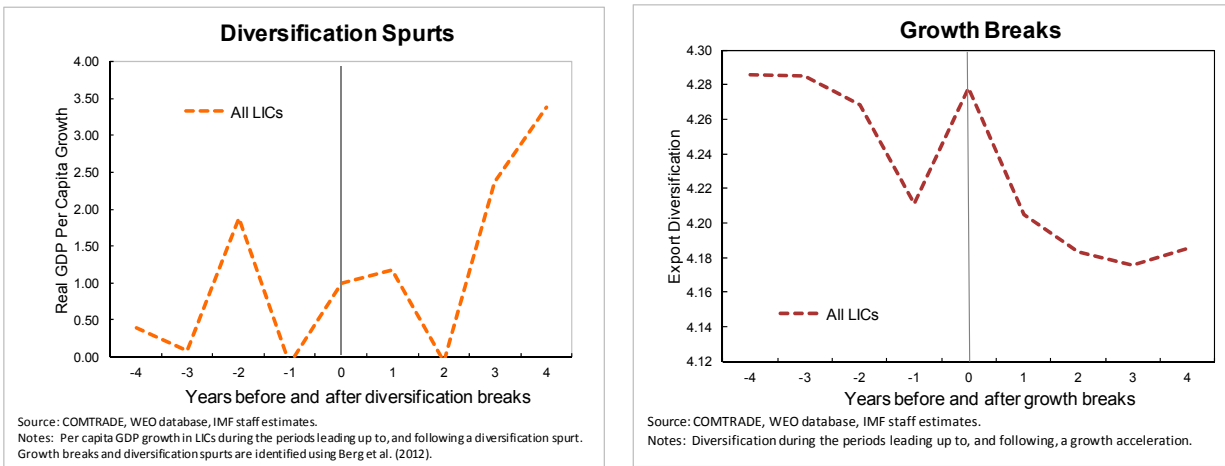 Diversification Spurts
Real GDP Per Capita Growth
4.00
3.50
3.00
2.50
2.00
1.50
1.00
0.50
0.00
All LICs
-4 -3 -2 -1 0 1 2 3 4
Years before and after diversification breaks
Source: COMTRADE, WEO database, IMF staff estimates.
Notes: Per capita GDP growth in LICs during the periods leading up to, and following a diversification spurt.
Growth breaks and diversification spurts are identified using Berg et al. (2012).
Growth Breaks
Export Diversification
4.30
4.28
4.26
4.24
4.22
4.20
4.18
4.16
4.14
4.12
All LICs
-4 -3 -2 -1 0 1 2 3 4
Years before and after growth breaks
Source: COMTRADE, WEO database, IMF staff estimates.
Notes: Diversification during the periods leading up to, and following, a growth acceleration.